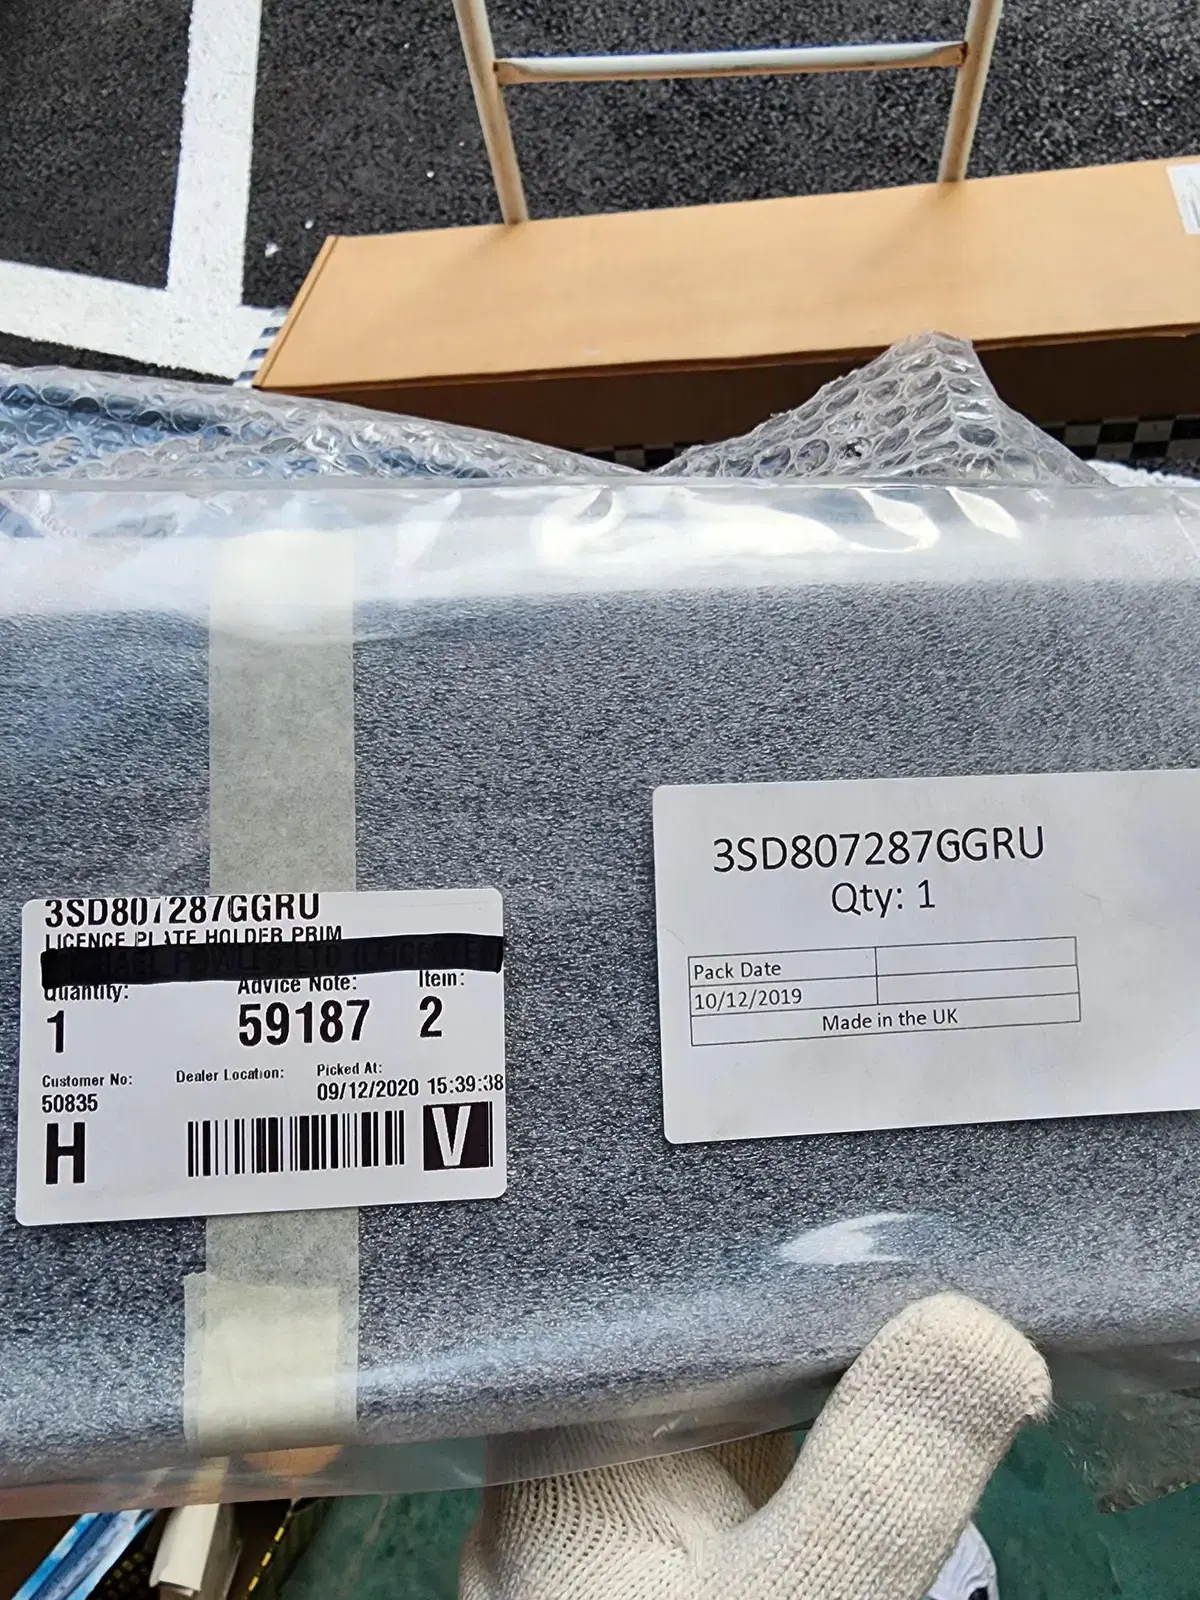 3SD807287GGRU
LICENCE PLATE HOLDER PRIM
Quantity:
Advice Note:
Item:
1
59187
2
Customer No:
Dealer Location:
Picked At:
50835
09/12/2020 15:39:38
H
V
3SD807287GGRU
Qty: 1
Pack Date
10/12/2019
Made in the UK